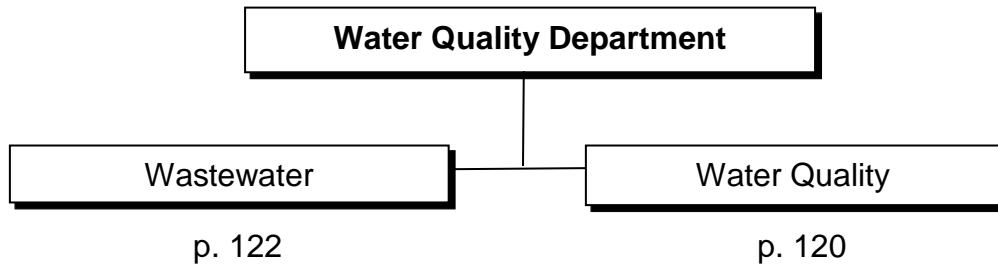 Water Quality Department
Wastewater
Water Quality
p. 122
p. 120